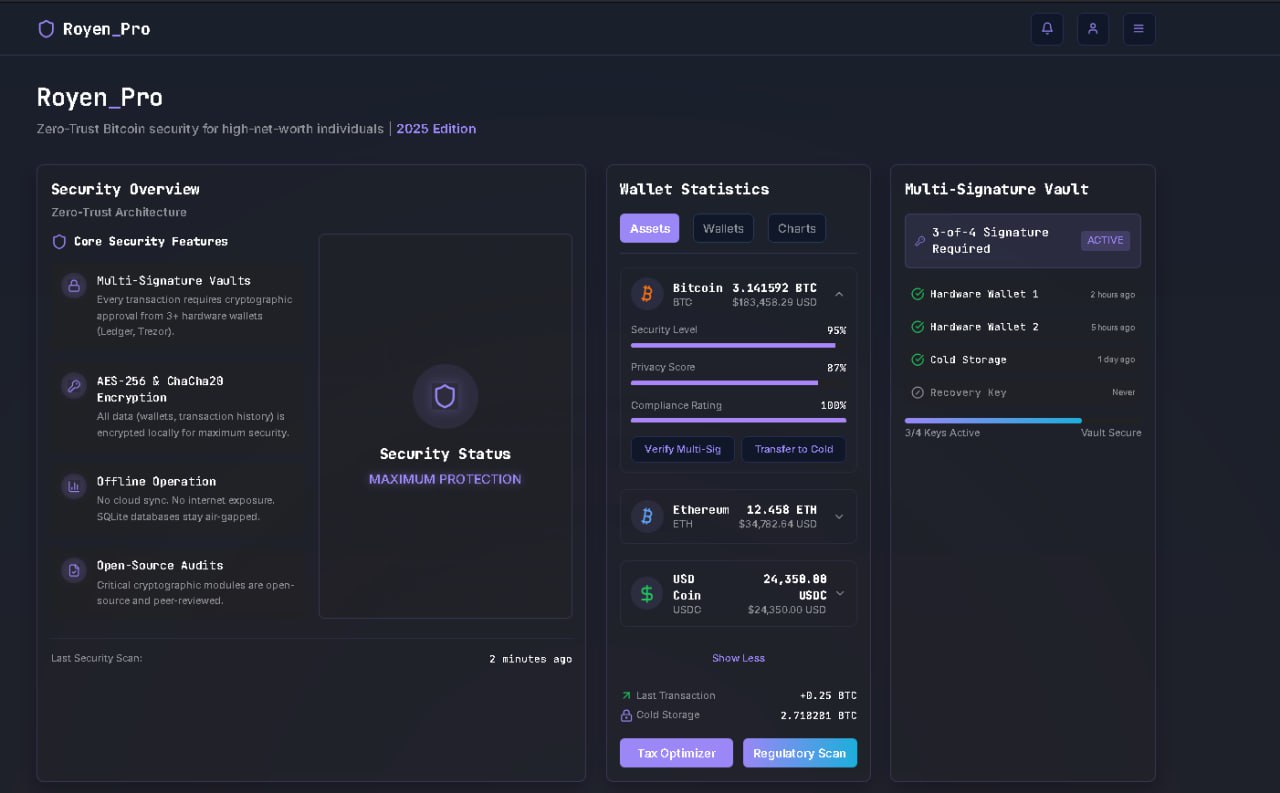 Royen_Pro
Royen_Pro
Zero-Trust Bitcoin security for high-net-worth individuals | 2025 Edition
Security Overview
Zero-Trust Architecture
Core Security Features
Multi-Signature Vaults
Every transaction requires cryptographic
approval from 3+ hardware wallets
(Ledger, Trezor).
AES-256 & ChaCha20
Encryption
All data (wallets, transaction history) is
encrypted locally for maximum security.
Offline Operation
No cloud sync. No internet exposure.
SQLite databases stay air-gapped.
Open-Source Audits
Critical cryptographic modules are open-
source and peer-reviewed.
Security Status
MAXIMUM PROTECTION
Last Security Scan:
2 minutes ago
Wallet Statistics
Assets
Wallets
Charts
Bitcoin 3.141592 BTC
BTC $183,458.29 USD
Security Level 95%
Privacy Score 87%
Compliance Rating 100%
Verify Multi-Sig
Transfer to Cold
Ethereum 12.458 ETH
ETH $34,782.64 USD
USD 24,350.00
Coin USDC
USDC $24,350.00 USD
Show Less
Last Transaction +0.25 BTC
Cold Storage 2.718281 BTC
Tax Optimizer
Regulatory Scan
Multi-Signature Vault
3-of-4 Signature
Required
ACTIVE
Hardware Wallet 1 2 hours ago
Hardware Wallet 2 5 hours ago
Cold Storage 1 day ago
Recovery Key Never
3/4 Keys Active Vault Secure